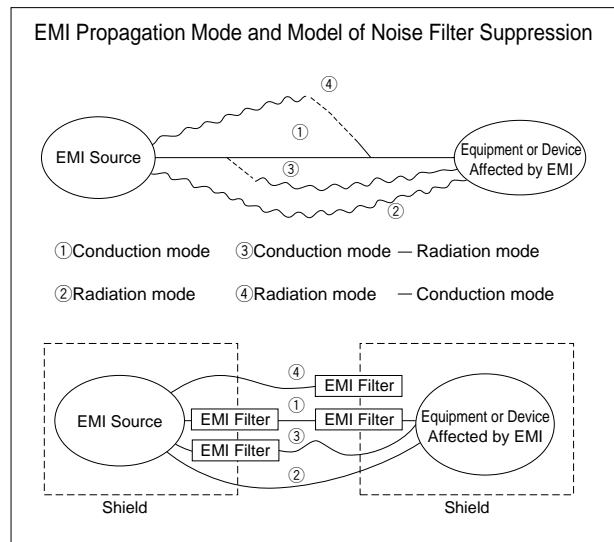 EMI Propagation Mode and Model of Noise Filter Suppression
④
①
EMI Source
Equipment or Device
Affected by EMI
③
②
①Conduction mode ③Conduction mode — Radiation mode
②Radiation mode ④Radiation mode — Conduction mode
④
EMI Filter
①
EMI Source
EMI Filter
EMI Filter
Equipment or Device
Affected by EMI
③
EMI Filter
②
Shield
Shield